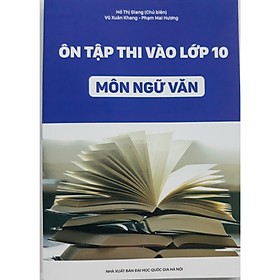 Hồ Thị Giang (Chủ biên)
Vũ Xuân Khang - Phạm Mai Hương
ÔN TẬP THI VÀO LỚP 10
MÔN NGỮ VĂN
NHÀ XUẤT BẢN ĐẠI HỌC QUỐC GIA HÀ NỘI